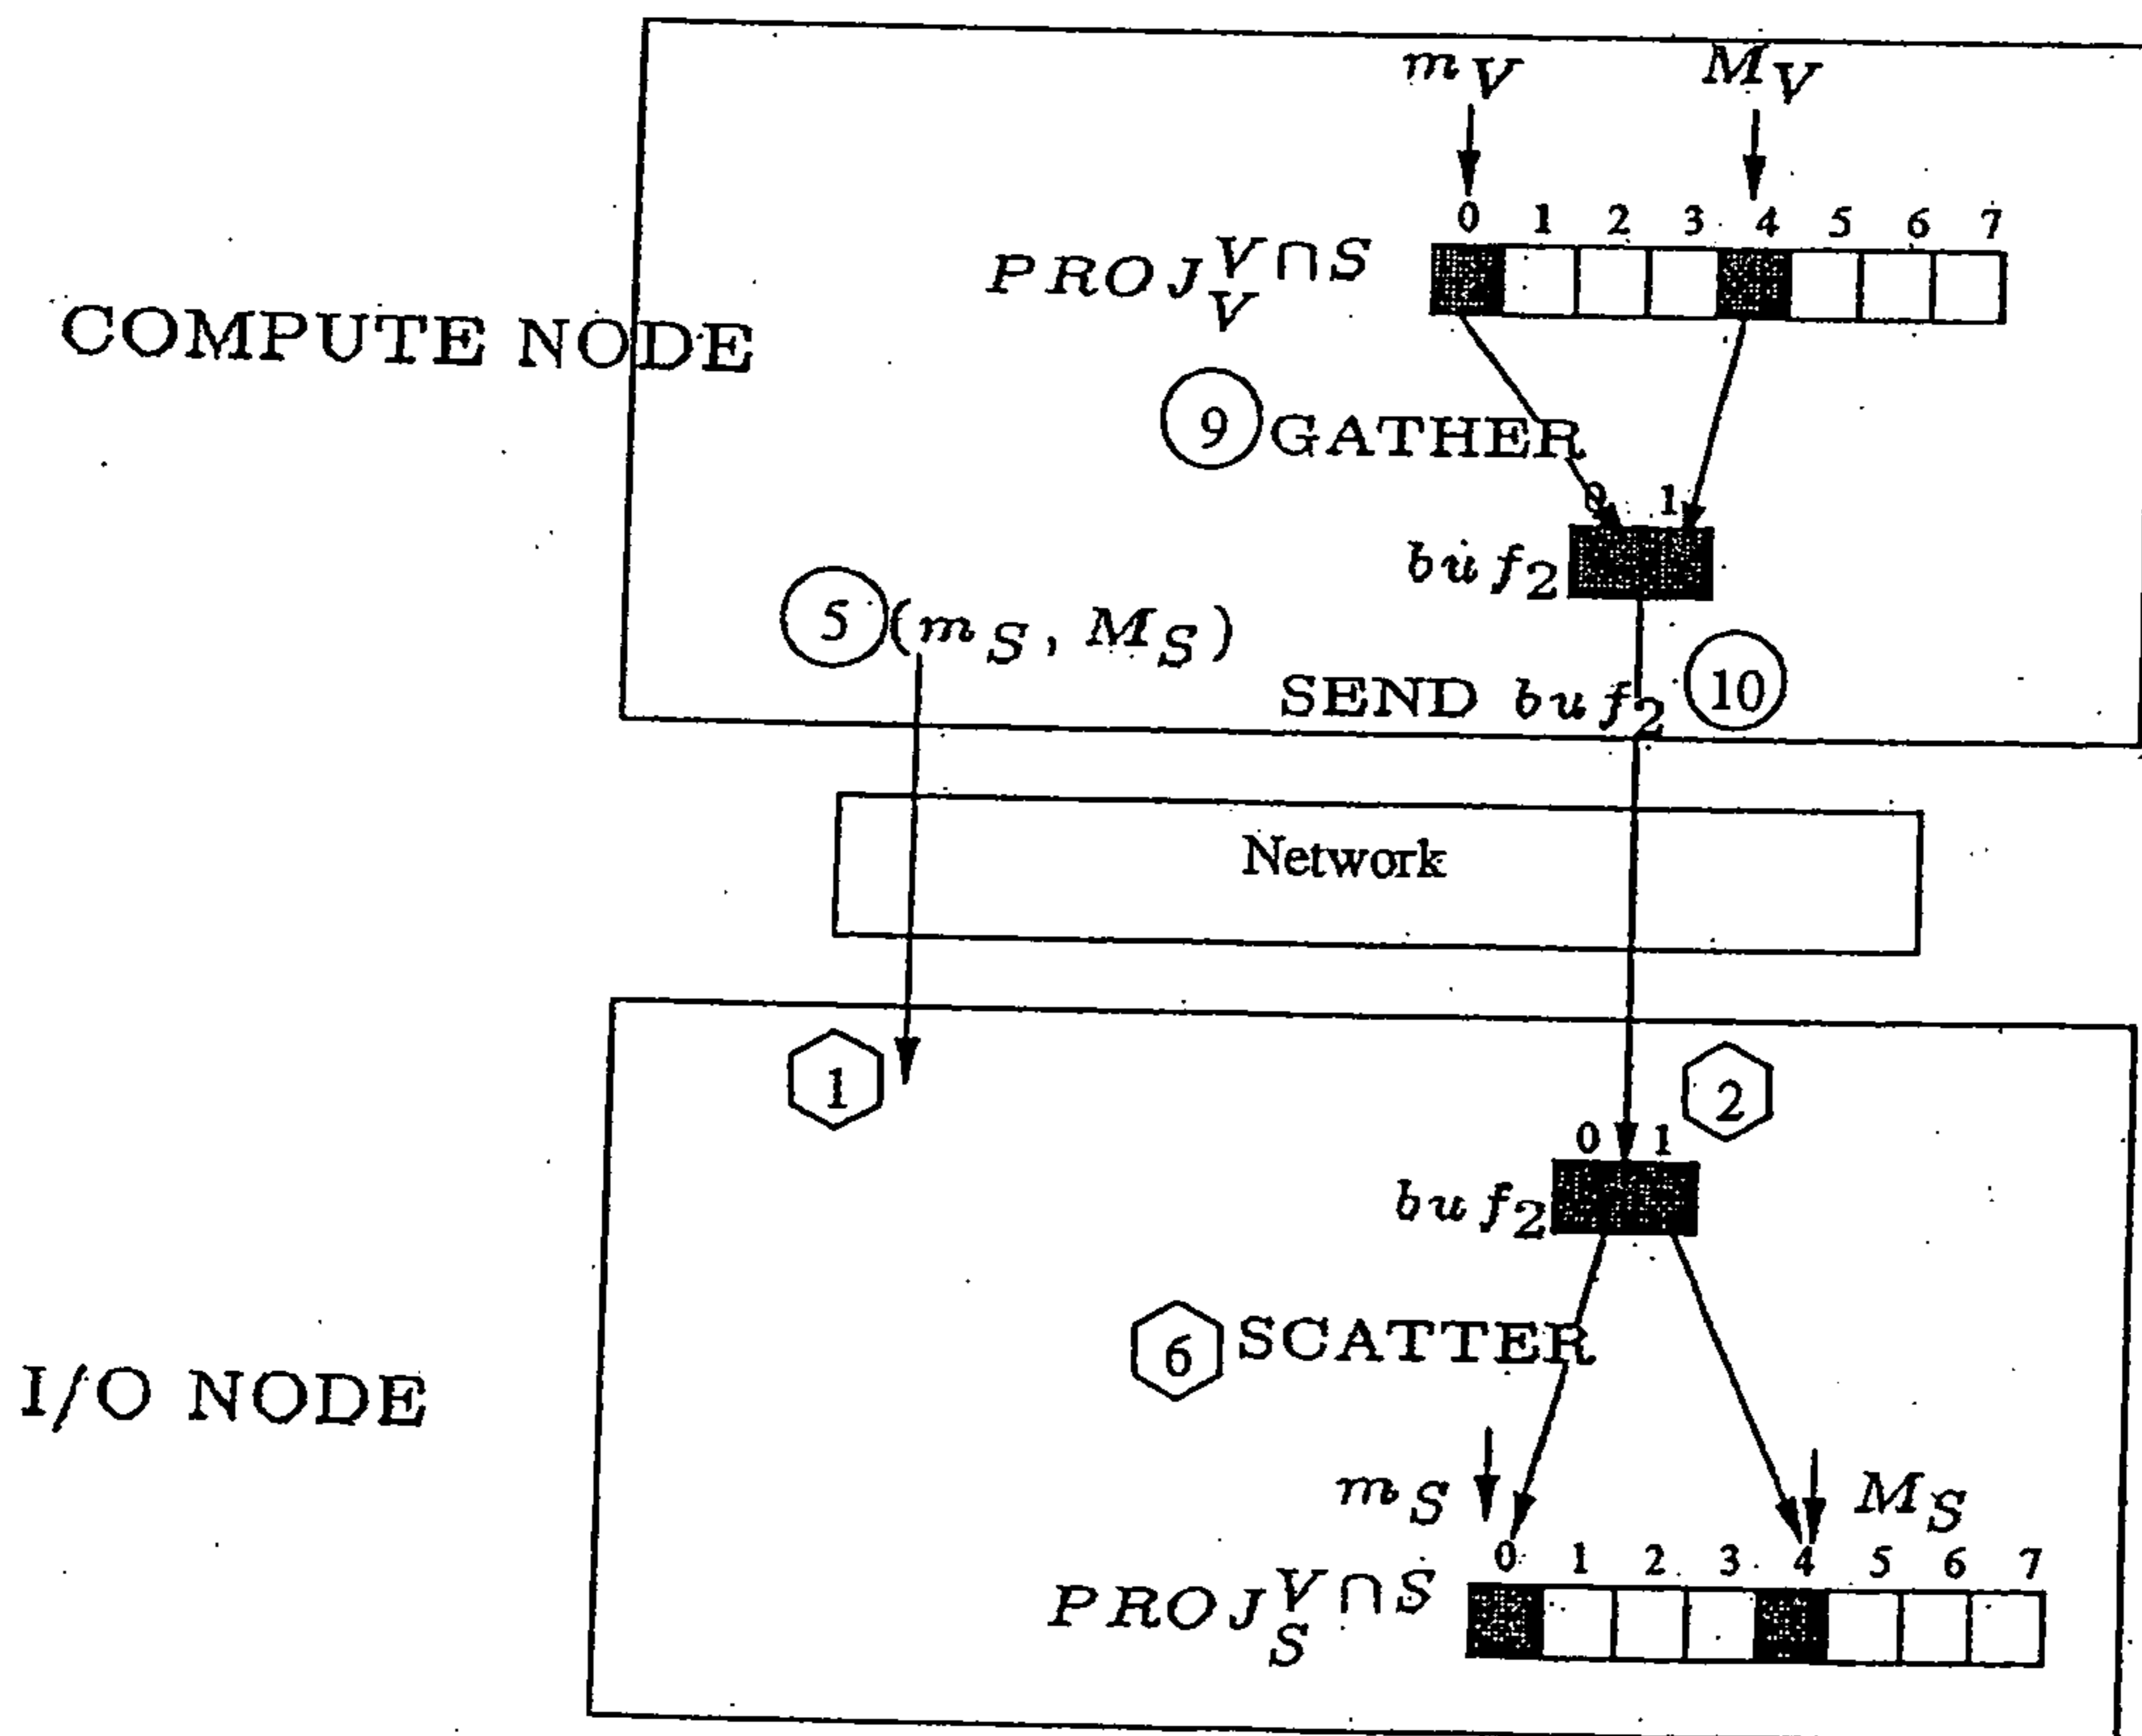 m_V M_V
0 1 2 3 4 5 6 7
PROJ_V^{V∩S}
COMPUTE NODE
9 GATHER
0 1
buf_2
5 (m_S, M_S)
SEND buf_2 10
Network
1 2
0 1
buf_2
6 SCATTER
I/O NODE
m_S M_S
0 1 2 3 4 5 6 7
PROJ_S^{V∩S}